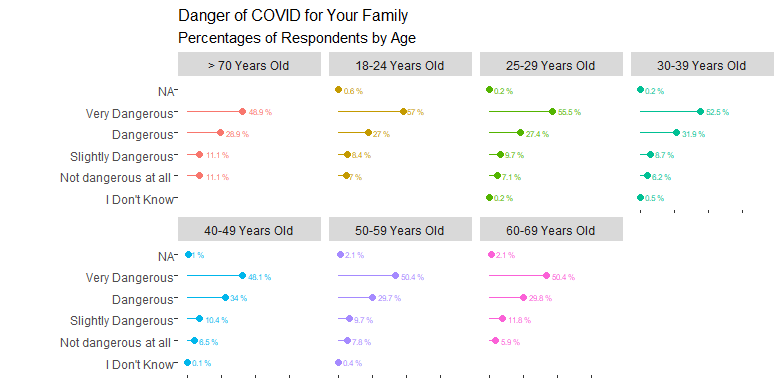 Danger of COVID for Your Family
Percentages of Respondents by Age
> 70 Years Old 18-24 Years Old 25-29 Years Old 30-39 Years Old
NA 0.6 % 0.2 % 0.2 %
Very Dangerous 48.9 % 57 % 55.5 % 52.5 %
Dangerous 28.9 % 27 % 27.4 % 31.9 %
Slightly Dangerous 11.1 % 8.4 % 9.7 % 8.7 %
Not dangerous at all 11.1 % 7 % 7.1 % 6.2 %
I Don't Know 0.2 % 0.5 %
40-49 Years Old 50-59 Years Old 60-69 Years Old
NA 1 % 2.1 % 2.1 %
Very Dangerous 48.1 % 50.4 % 50.4 %
Dangerous 34 % 29.7 % 29.8 %
Slightly Dangerous 10.4 % 9.7 % 11.8 %
Not dangerous at all 6.5 % 7.8 % 5.9 %
I Don't Know 0.1 % 0.4 %